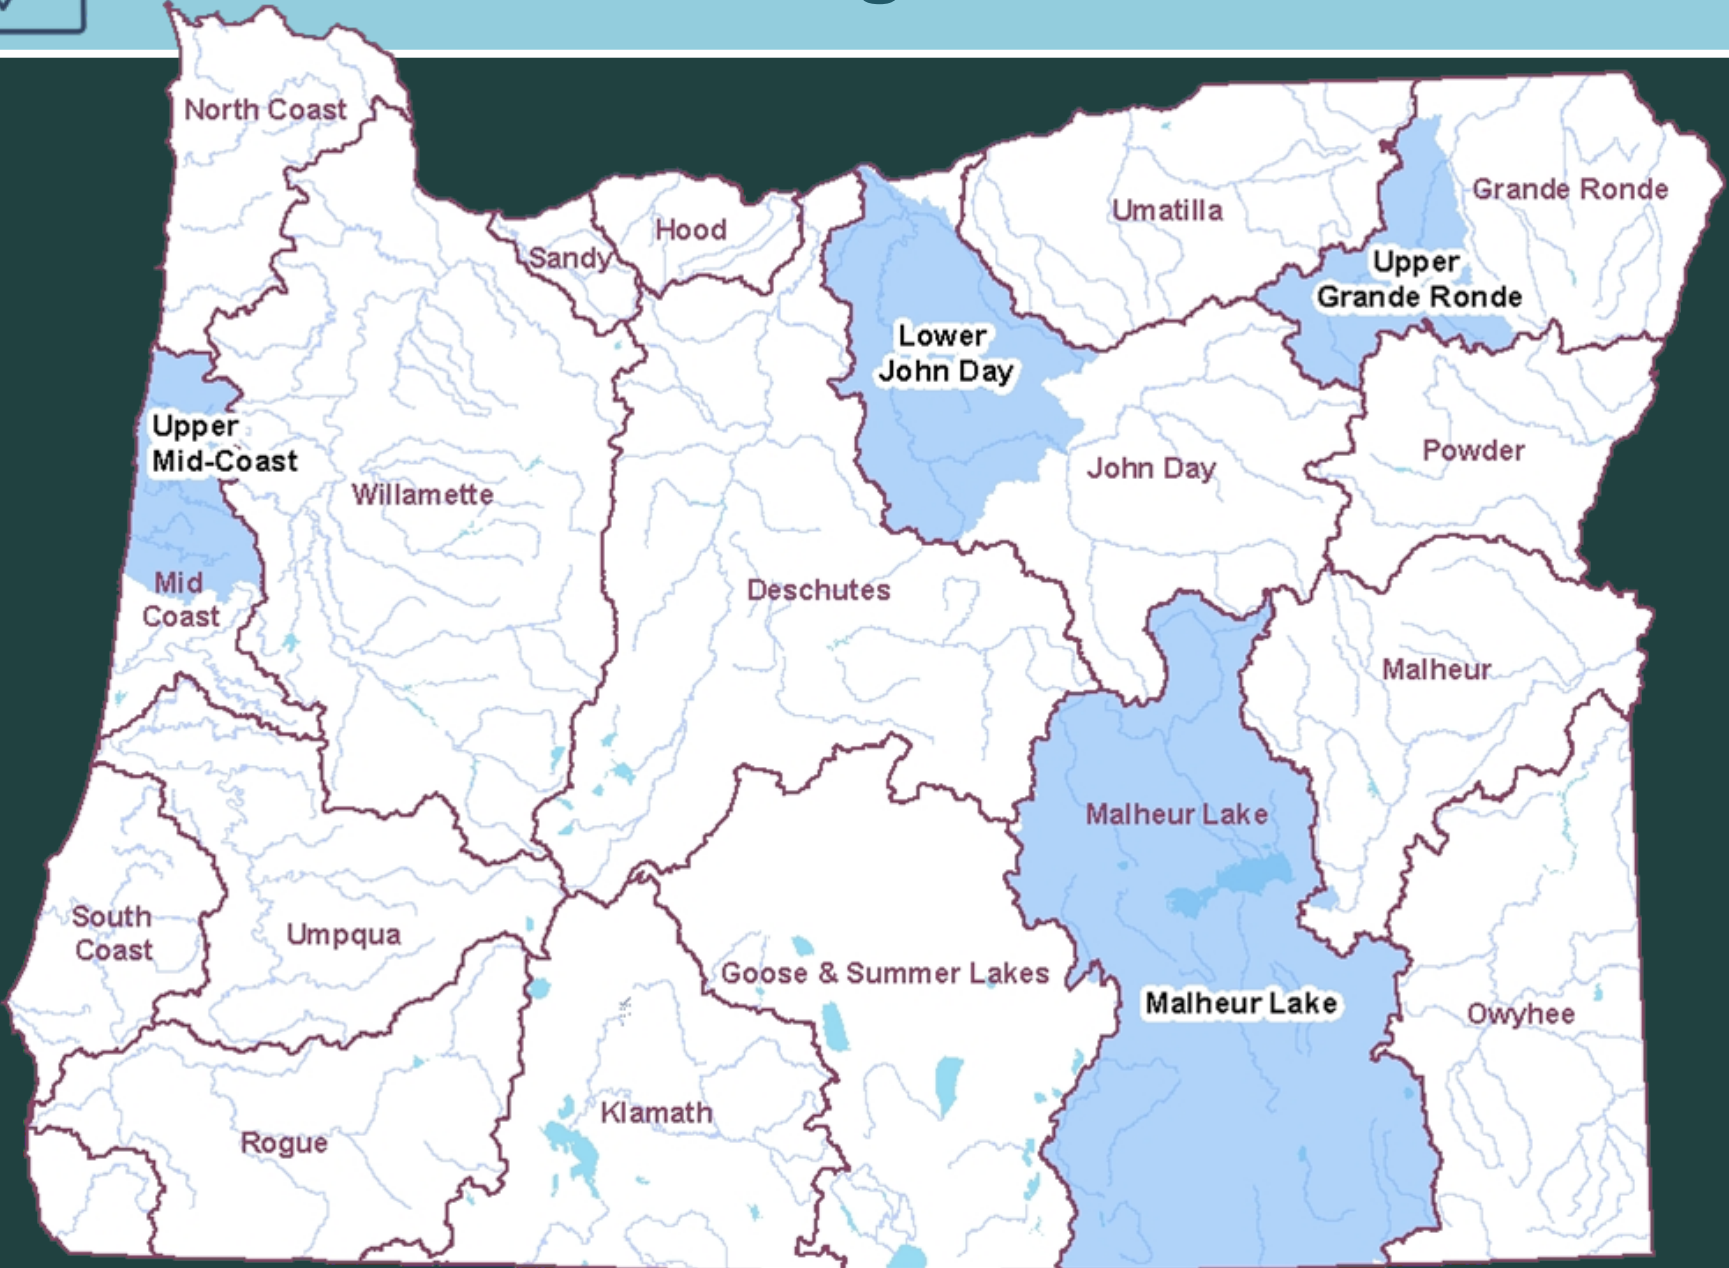 North Coast
Hood
Sandy
Umatilla
Grande Ronde
Upper
Grande Ronde
Lower
John Day
Upper
Mid-Coast
Willamette
John Day
Powder
Mid
Coast
Deschutes
Malheur
Malheur Lake
South
Coast
Umpqua
Goose & Summer Lakes
Malheur Lake
Owyhee
Klamath
Rogue